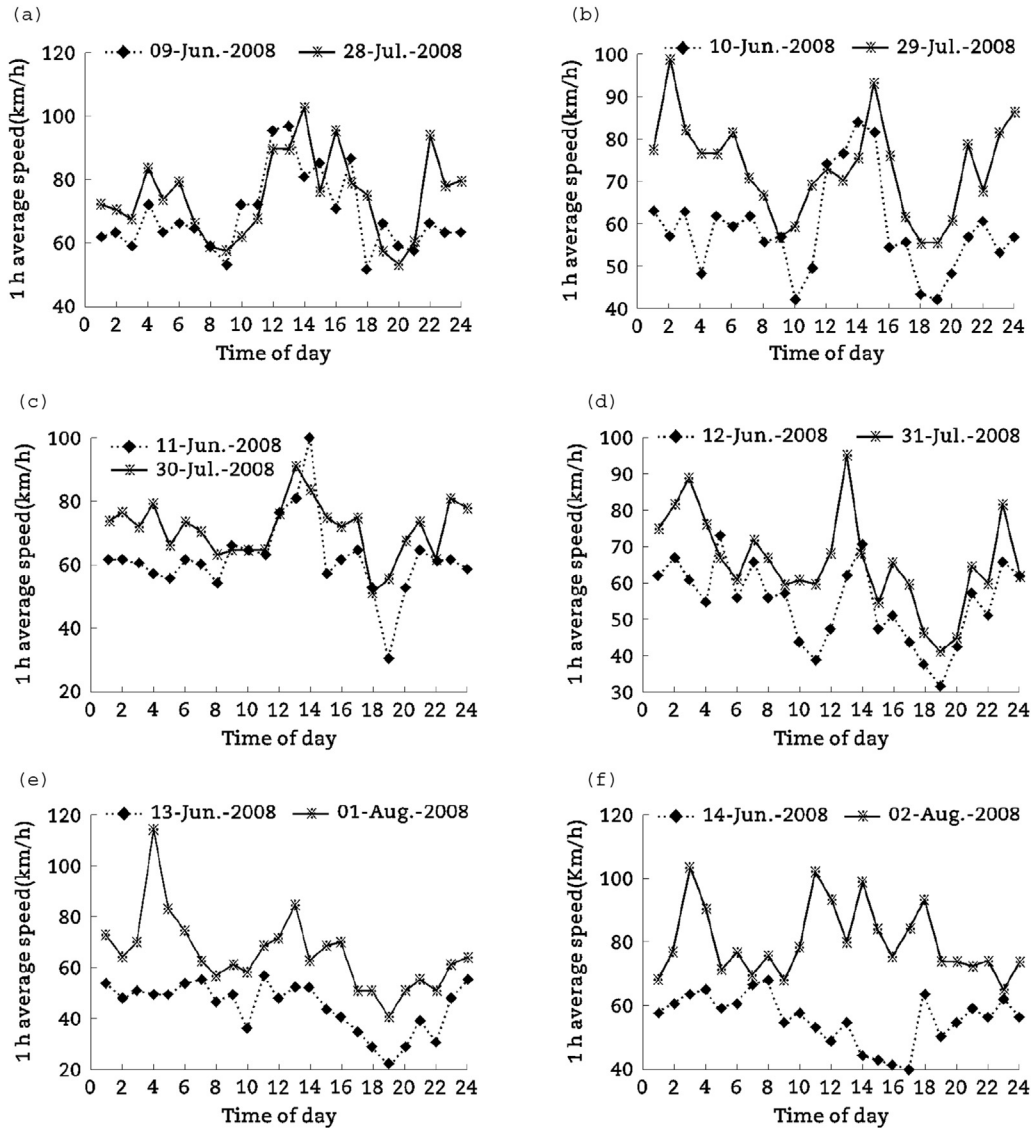 (a)
09-Jun.-2008 28-Jul.-2008
1 h average speed(km/h)
120
100
80
60
40
0 2 4 6 8 10 12 14 16 18 20 22 24
Time of day
(b)
10-Jun.-2008 29-Jul.-2008
1 h average speed(km/h)
100
90
80
70
60
50
40
0 2 4 6 8 10 12 14 16 18 20 22 24
Time of day
(c)
11-Jun.-2008
30-Jul.-2008
1 h average speed(km/h)
100
80
60
40
20
0 2 4 6 8 10 12 14 16 18 20 22 24
Time of day
(d)
12-Jun.-2008 31-Jul.-2008
1 h average speed(km/h)
100
90
80
70
60
50
40
30
0 2 4 6 8 10 12 14 16 18 20 22 24
Time of day
(e)
13-Jun.-2008 01-Aug.-2008
1 h average speed(km/h)
120
100
80
60
40
20
0 2 4 6 8 10 12 14 16 18 20 22 24
Time of day
(f)
14-Jun.-2008 02-Aug.-2008
1 h average speed(Km/h)
120
100
80
60
40
0 2 4 6 8 10 12 14 16 18 20 22 24
Time of day